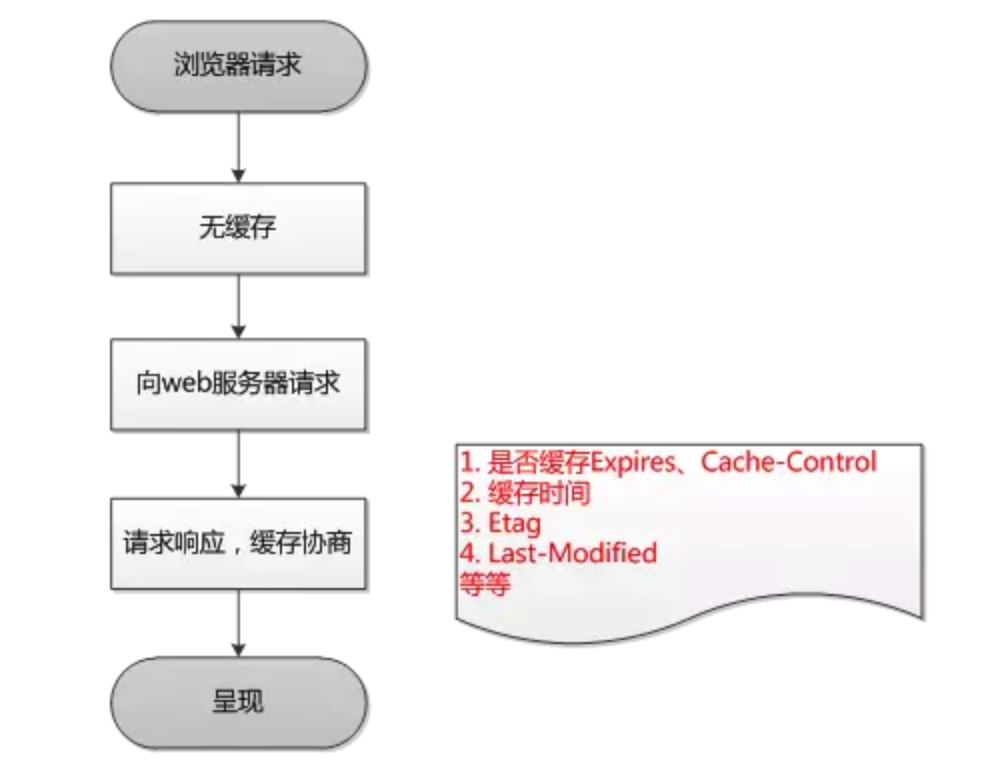 浏览器请求
无缓存
向web服务器请求
请求响应，缓存协商
呈现
1. 是否缓存Expires、Cache-Control
2. 缓存时间
3. Etag
4. Last-Modified
等等